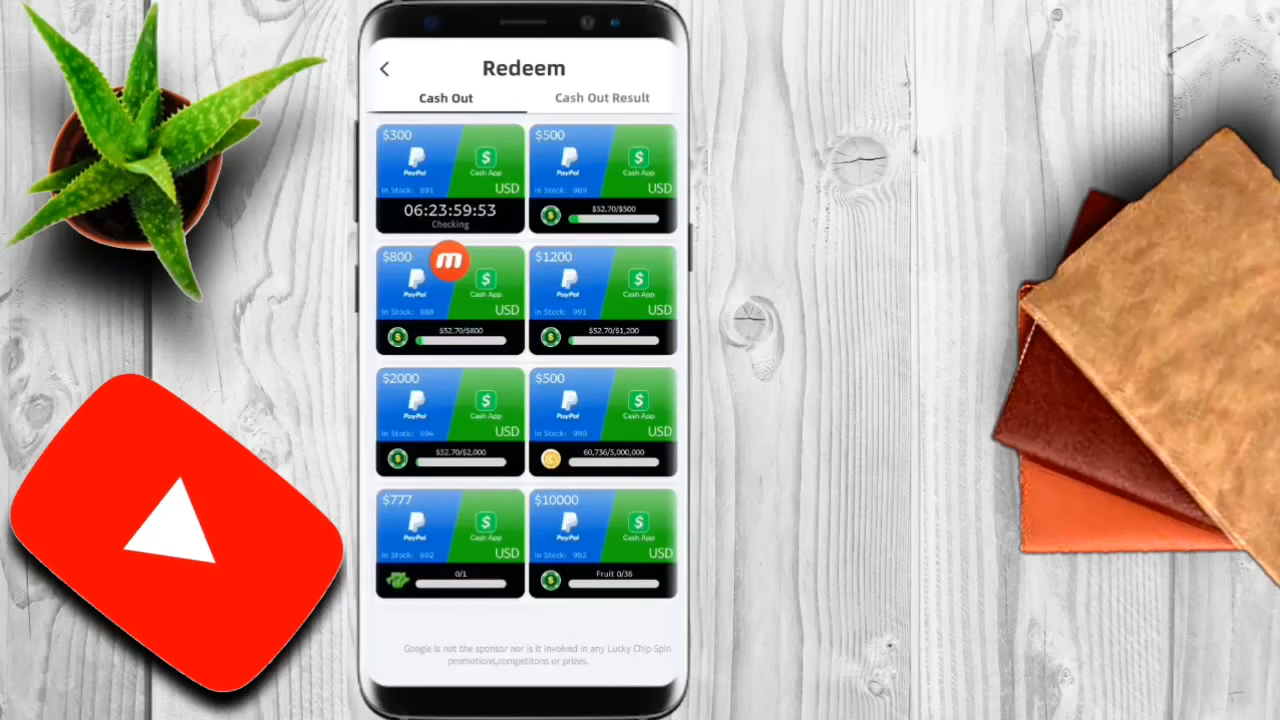 Redeem
Cash Out
Cash Out Result
$300
PayPal
Cash App
In Stock: 991
USD
06:23:59:53
Checking
$500
PayPal
Cash App
In Stock: 989
USD
$52.70/$500
$800
m
PayPal
Cash App
In Stock: 988
USD
$52.70/$800
$1200
PayPal
Cash App
In Stock: 991
USD
$52.70/$1,200
$2000
PayPal
Cash App
In Stock: 994
USD
$52.70/$2,000
$500
PayPal
Cash App
In Stock: 990
USD
60,736/5,000,000
$777
PayPal
Cash App
In Stock: 992
USD
0/1
$10000
PayPal
Cash App
In Stock: 992
USD
Fruit 0/36
Google is not the sponsor nor is it involved in any Lucky Chip Spin
promotions,competitons or prizes.